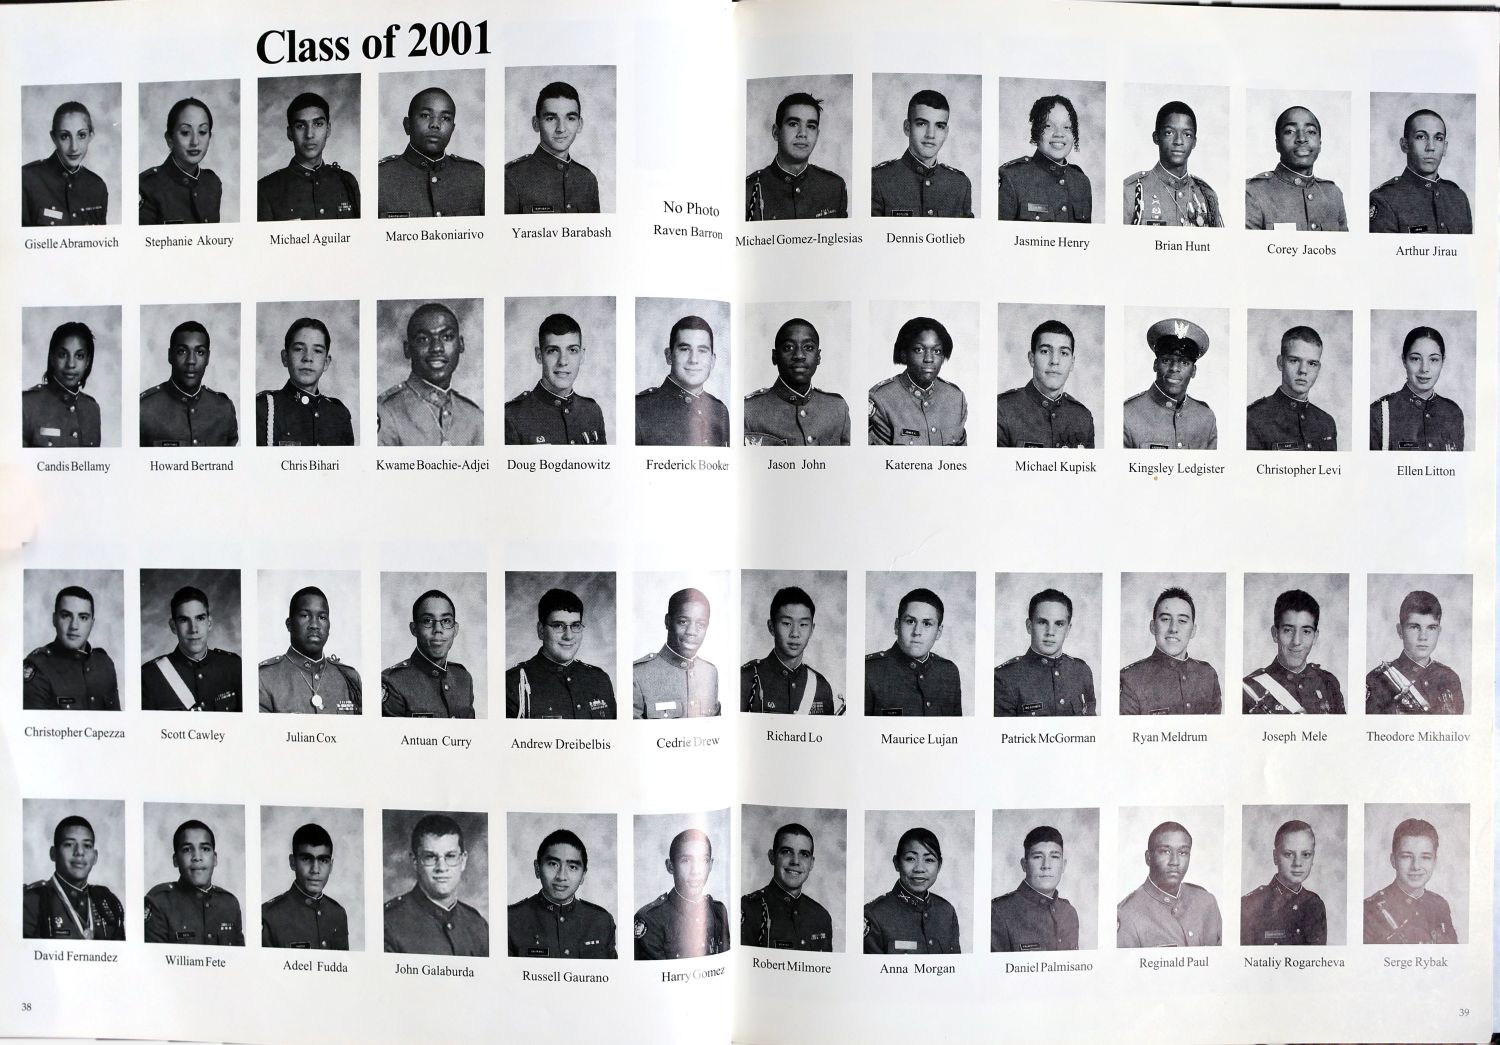 Class of 2001
Giselle Abramovich
Stephanie Akoury
Michael Aguilar
Marco Bakoniarivo
Yaraslav Barabash
No Photo
Raven Barron
Candis Bellamy
Howard Bertrand
Chris Bihari
Kwame Boachie-Adjei
Doug Bogdanowitz
Frederick Booker
Christopher Capezza
Scott Cawley
Julian Cox
Antuan Curry
Andrew Dreibelbis
Cedric Drew
David Fernandez
William Fete
Adeel Fudda
John Galaburda
Russell Gaurano
Harry Gomez
38
Michael Gomez-Inglesias
Dennis Gotlieb
Jasmine Henry
Brian Hunt
Corey Jacobs
Arthur Jirau
Jason John
Katerena Jones
Michael Kupisk
Kingsley Ledgister
Christopher Levi
Ellen Litton
Richard Lo
Maurice Lujan
Patrick McGorman
Ryan Meldrum
Joseph Mele
Theodore Mikhailov
Robert Milmore
Anna Morgan
Daniel Palmisano
Reginald Paul
Nataliy Rogarcheva
Serge Rybak
39